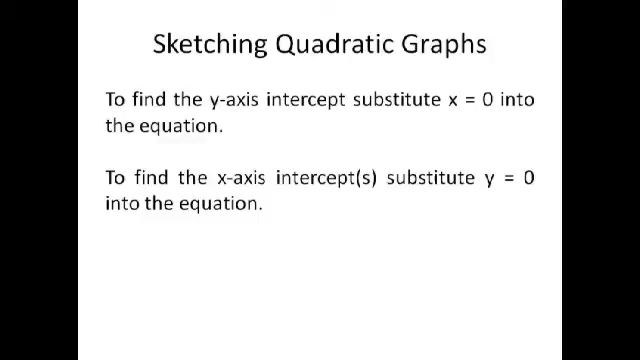 Sketching Quadratic Graphs
To find the y-axis intercept substitute x = 0 into
the equation.
To find the x-axis intercept(s) substitute y = 0
into the equation.